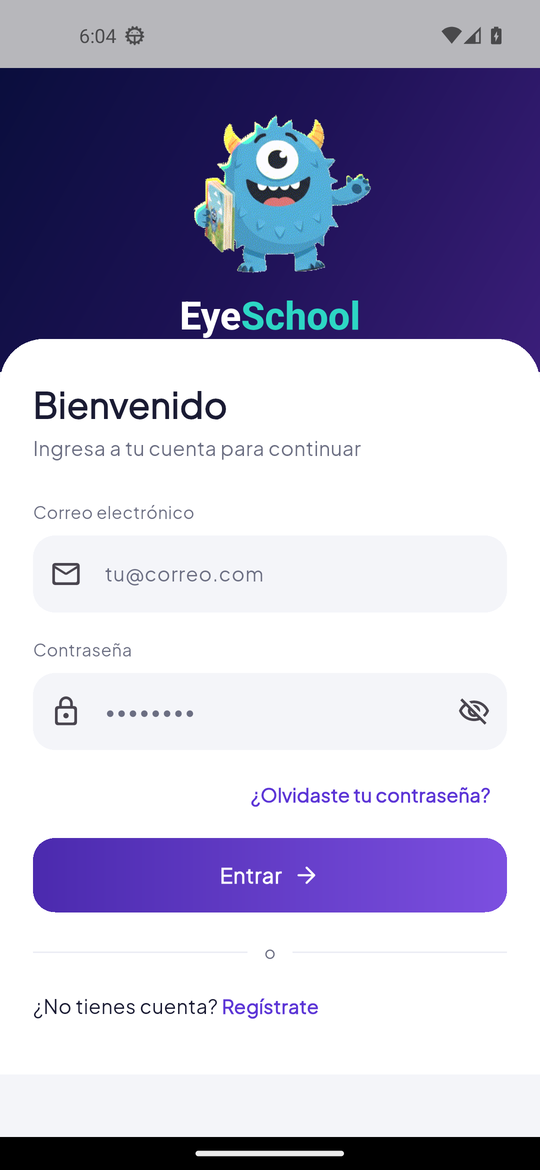 6:04
EyeSchool
Bienvenido
Ingresa a tu cuenta para continuar
Correo electrónico
tu@correo.com
Contraseña
••••••••
¿Olvidaste tu contraseña?
Entrar →
o
¿No tienes cuenta? Regístrate